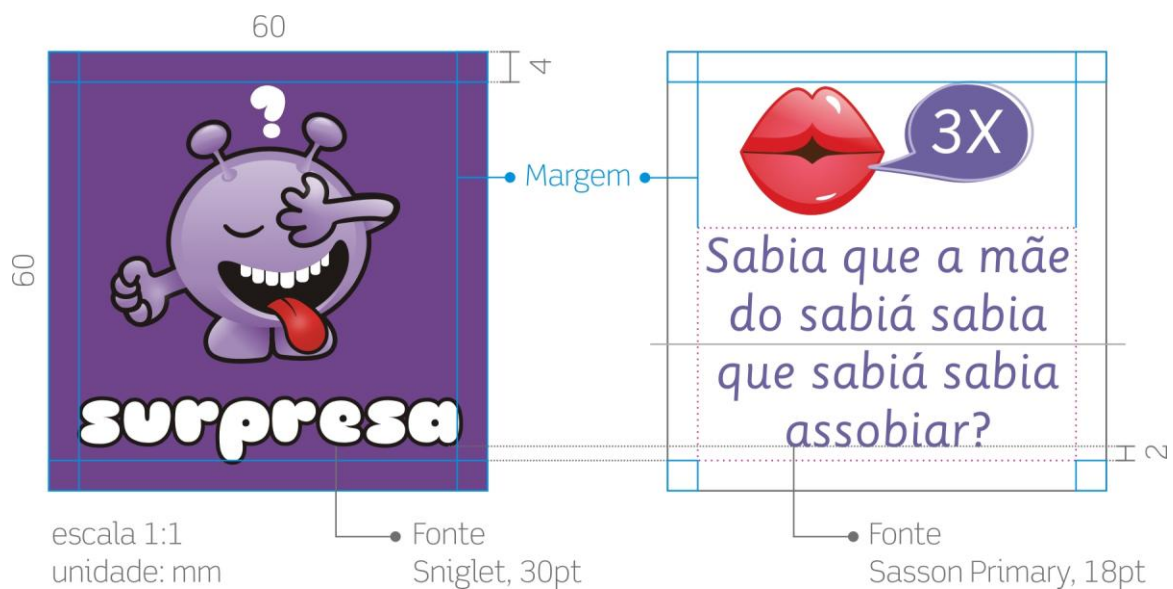 60
4
60
?
surpresa
Margem
3X
Sabia que a mãe
do sabiá sabia
que sabiá sabia
assobiar?
2
escala 1:1
unidade: mm
Fonte
Sniglet, 30pt
Fonte
Sasson Primary, 18pt